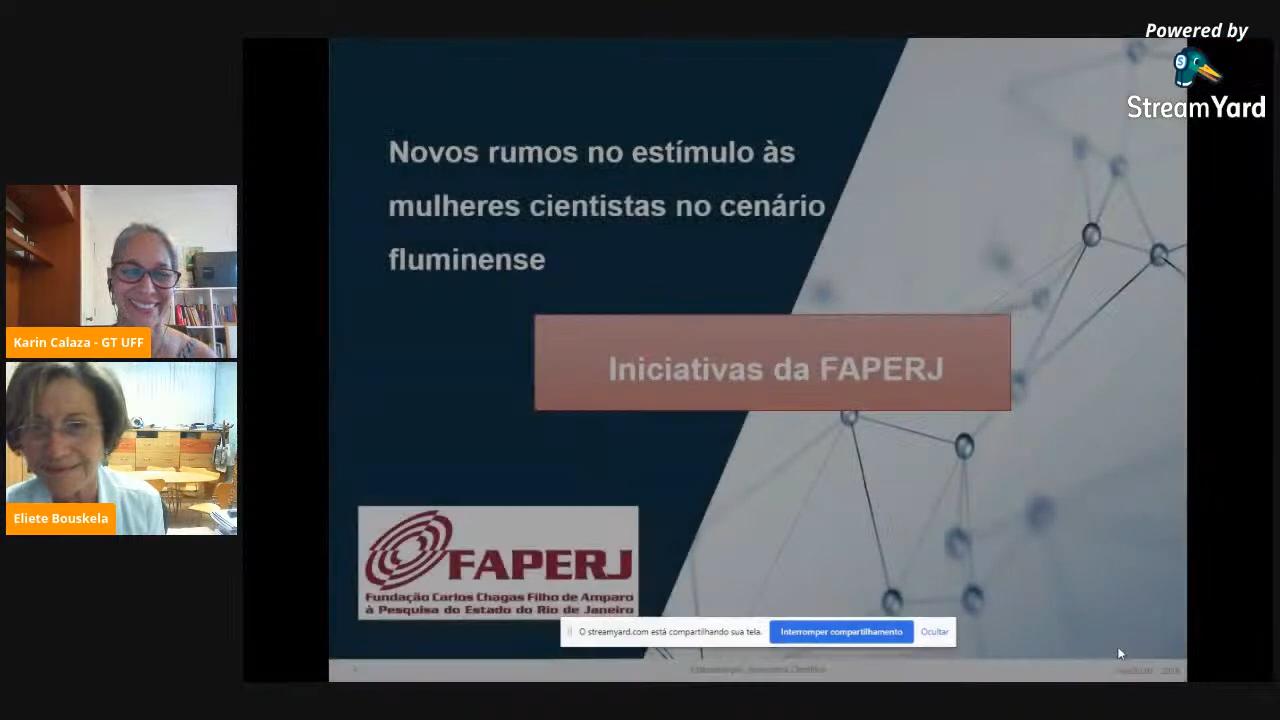 Powered by
StreamYard
Novos rumos no estímulo às
mulheres cientistas no cenário
fluminense
Iniciativas da FAPERJ
Karin Calaza - GT UFF
Eliete Bouskela
FAPERJ
Fundação Carlos Chagas Filho de Amparo
à Pesquisa do Estado do Rio de Janeiro
O streamyard.com está compartilhando sua tela.
Interromper compartilhamento
Ocultar